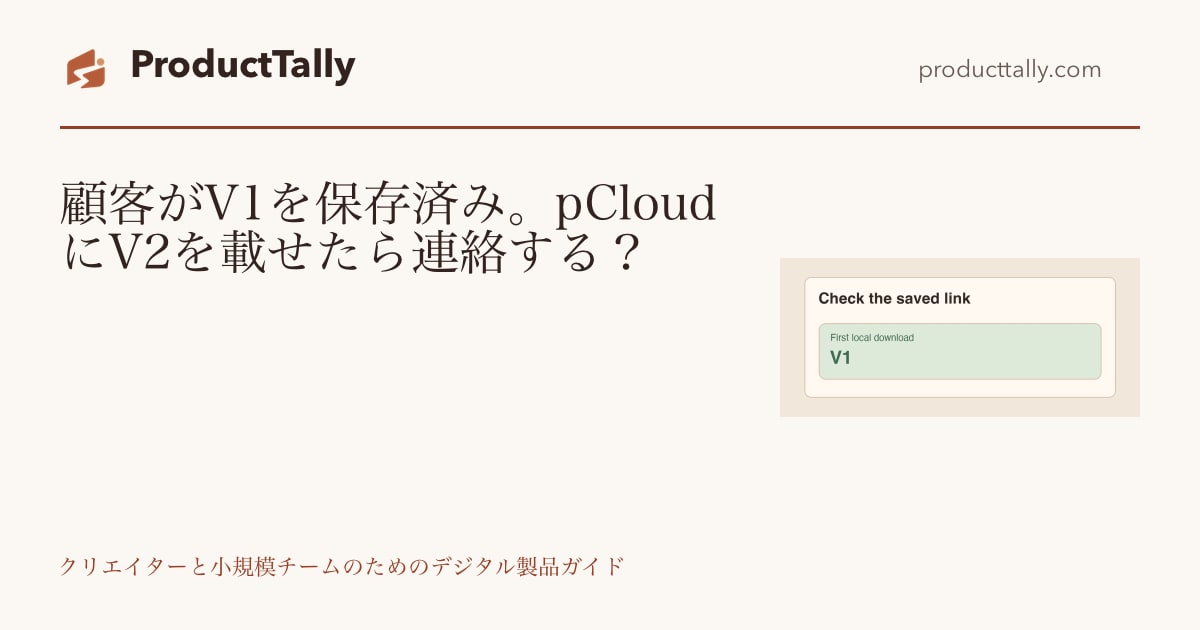 ProductTally
producttally.com
顧客がV1を保存済み。pCloud
にV2を載せたら連絡する？
Check the saved link
First local download
V1
クリエイターと小規模チームのためのデジタル製品ガイド